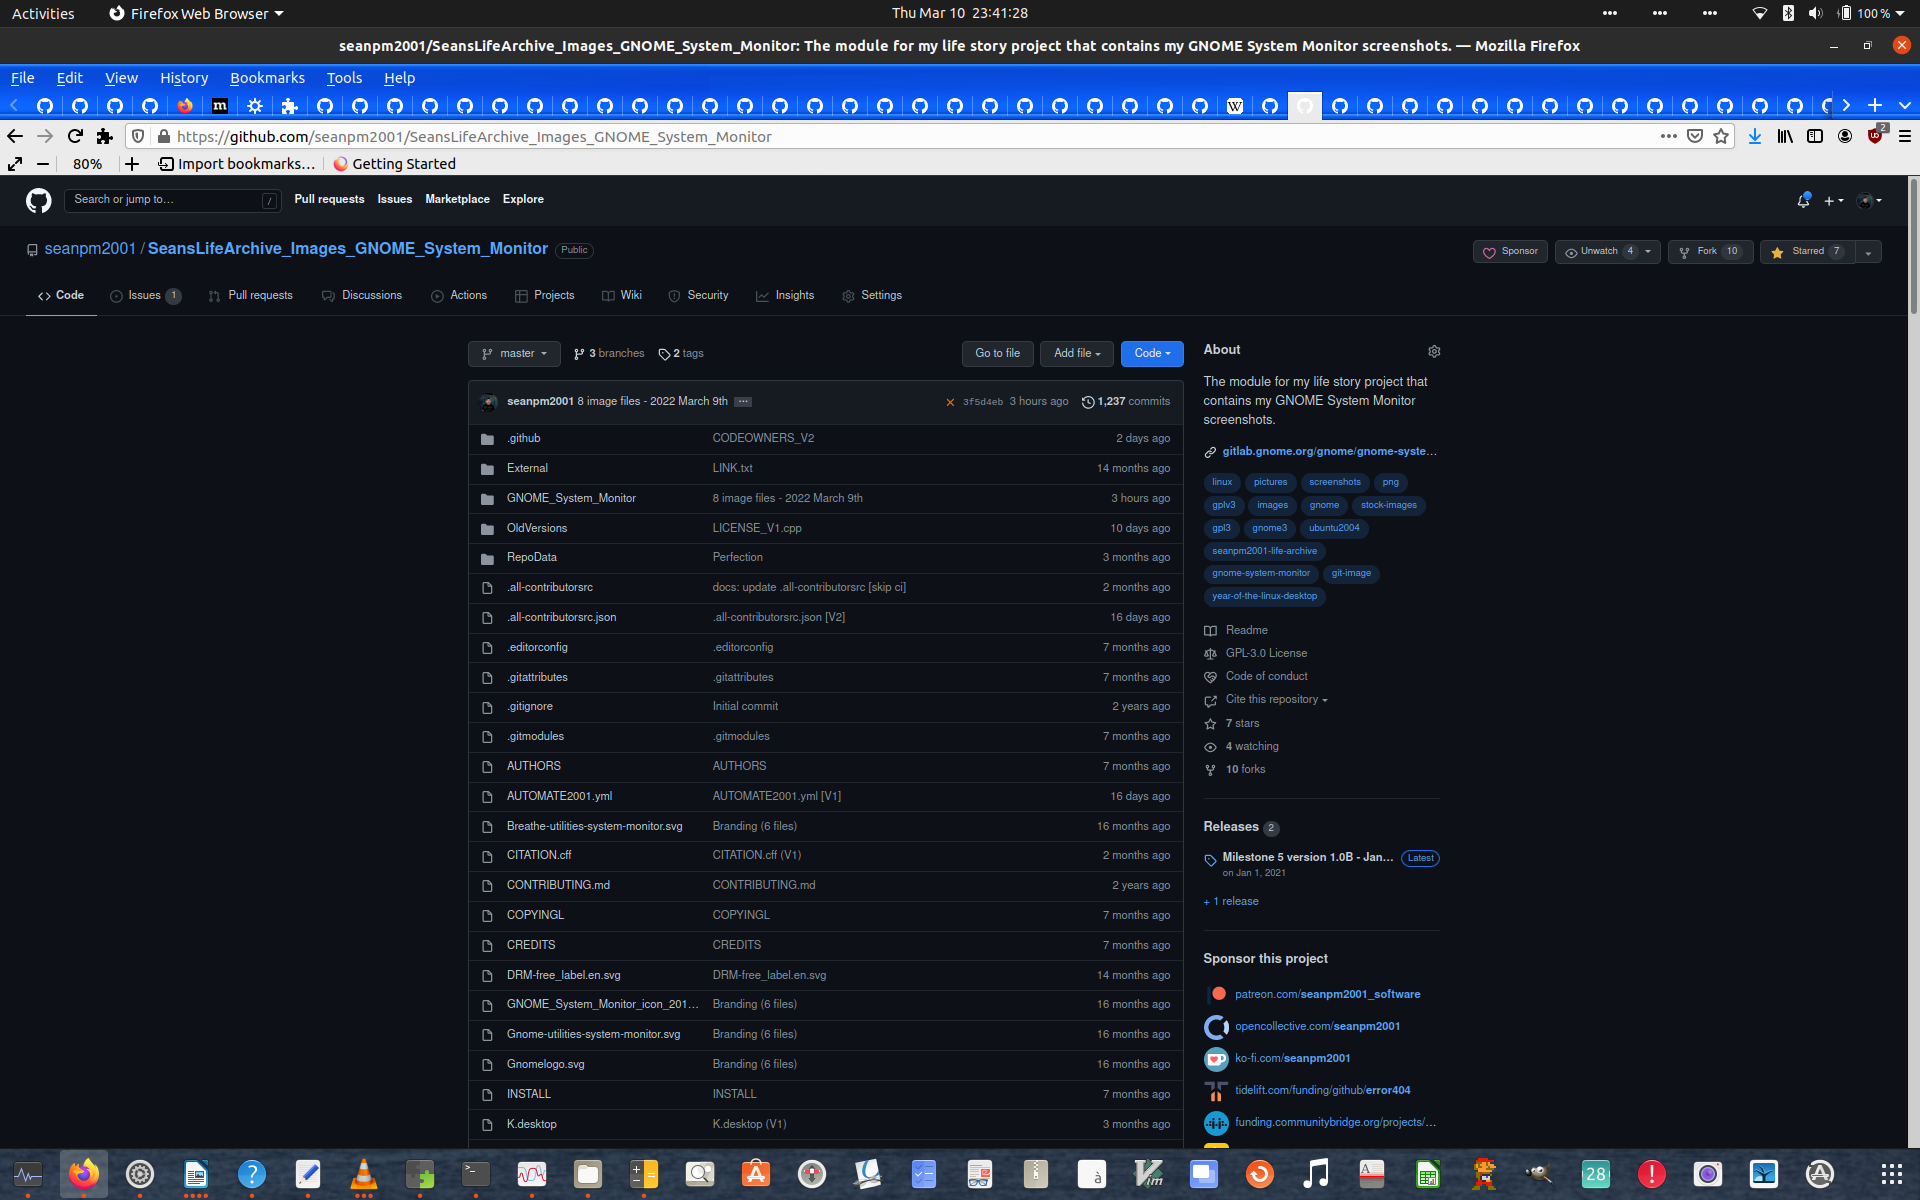 Activities Firefox Web Browser Thu Mar 10 23:41:28 100 %
seanpm2001/SeansLifeArchive_Images_GNOME_System_Monitor: The module for my life story project that contains my GNOME System Monitor screenshots. — Mozilla Firefox
File Edit View History Bookmarks Tools Help
https://github.com/seanpm2001/SeansLifeArchive_Images_GNOME_System_Monitor 2
80% Import bookmarks... Getting Started
Search or jump to... / Pull requests Issues Marketplace Explore
seanpm2001 / SeansLifeArchive_Images_GNOME_System_Monitor Public Sponsor Unwatch 4 Fork 10 Starred 7
Code Issues 1 Pull requests Discussions Actions Projects Wiki Security Insights Settings
master 3 branches 2 tags Go to file Add file Code
seanpm2001 8 image files - 2022 March 9th 3f5d4eb 3 hours ago 1,237 commits
.github CODEOWNERS_V2 2 days ago
External LINK.txt 14 months ago
GNOME_System_Monitor 8 image files - 2022 March 9th 3 hours ago
OldVersions LICENSE_V1.cpp 10 days ago
RepoData Perfection 3 months ago
.all-contributorsrc docs: update .all-contributorsrc [skip ci] 2 months ago
.all-contributorsrc.json .all-contributorsrc.json [V2] 16 days ago
.editorconfig .editorconfig 7 months ago
.gitattributes .gitattributes 7 months ago
.gitignore Initial commit 2 years ago
.gitmodules .gitmodules 7 months ago
AUTHORS AUTHORS 7 months ago
AUTOMATE2001.yml AUTOMATE2001.yml [V1] 16 days ago
Breathe-utilities-system-monitor.svg Branding (6 files) 16 months ago
CITATION.cff CITATION.cff (V1) 2 months ago
CONTRIBUTING.md CONTRIBUTING.md 2 years ago
COPYINGL COPYINGL 7 months ago
CREDITS CREDITS 7 months ago
DRM-free_label.en.svg DRM-free_label.en.svg 14 months ago
GNOME_System_Monitor_icon_201... Branding (6 files) 16 months ago
Gnome-utilities-system-monitor.svg Branding (6 files) 16 months ago
Gnomelogo.svg Branding (6 files) 16 months ago
INSTALL INSTALL 7 months ago
K.desktop K.desktop (V1) 3 months ago
About
The module for my life story project that
contains my GNOME System Monitor
screenshots.
gitlab.gnome.org/gnome/gnome-syste...
linux pictures screenshots png
gplv3 images gnome stock-images
gpl3 gnome3 ubuntu2004
seanpm2001-life-archive
gnome-system-monitor git-image
year-of-the-linux-desktop
Readme
GPL-3.0 License
Code of conduct
Cite this repository
7 stars
4 watching
10 forks
Releases 2
Milestone 5 version 1.0B - Jan... Latest
on Jan 1, 2021
+ 1 release
Sponsor this project
patreon.com/seanpm2001_software
opencollective.com/seanpm2001
ko-fi.com/seanpm2001
tidelift.com/funding/github/error404
funding.communitybridge.org/projects/...
28